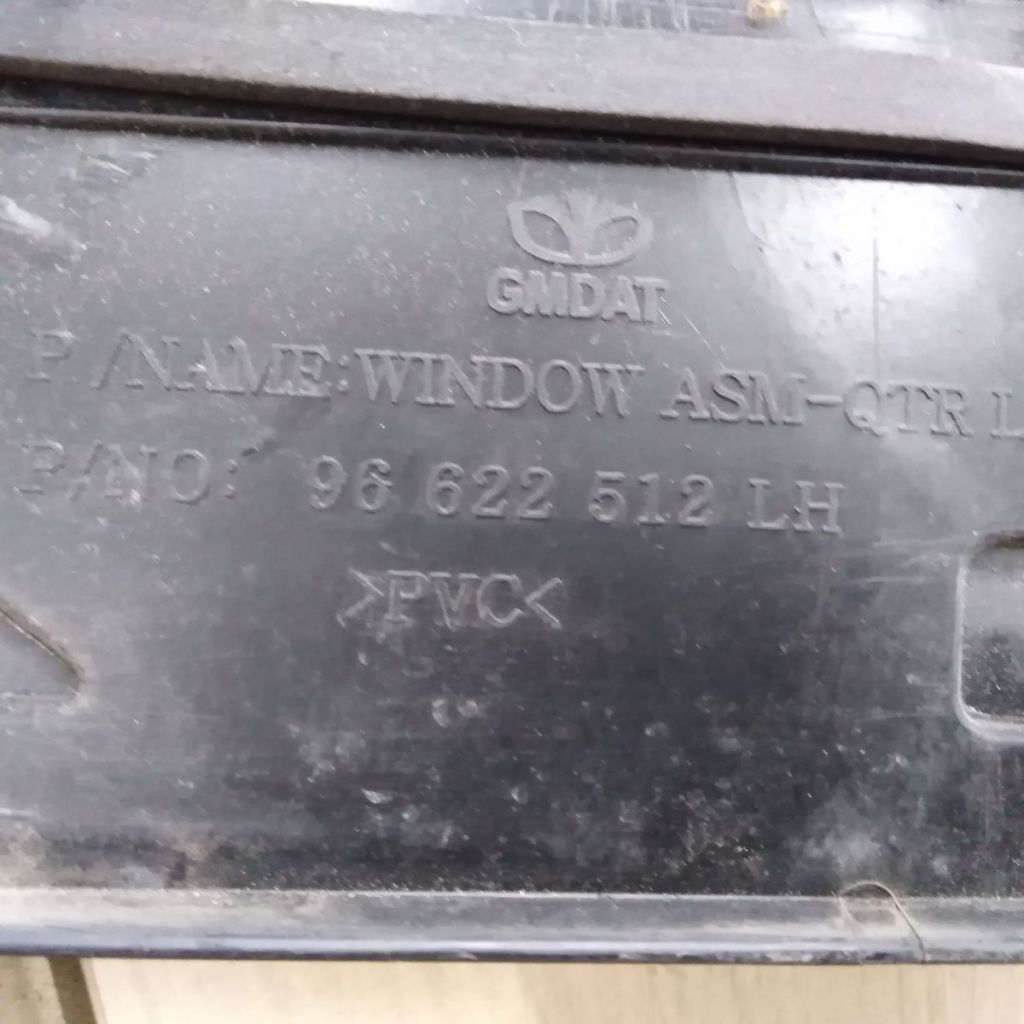 GMDAT
P/NAME:WINDOW ASM-QTR L
P/NO: 96 622 512 LH
>PVC<